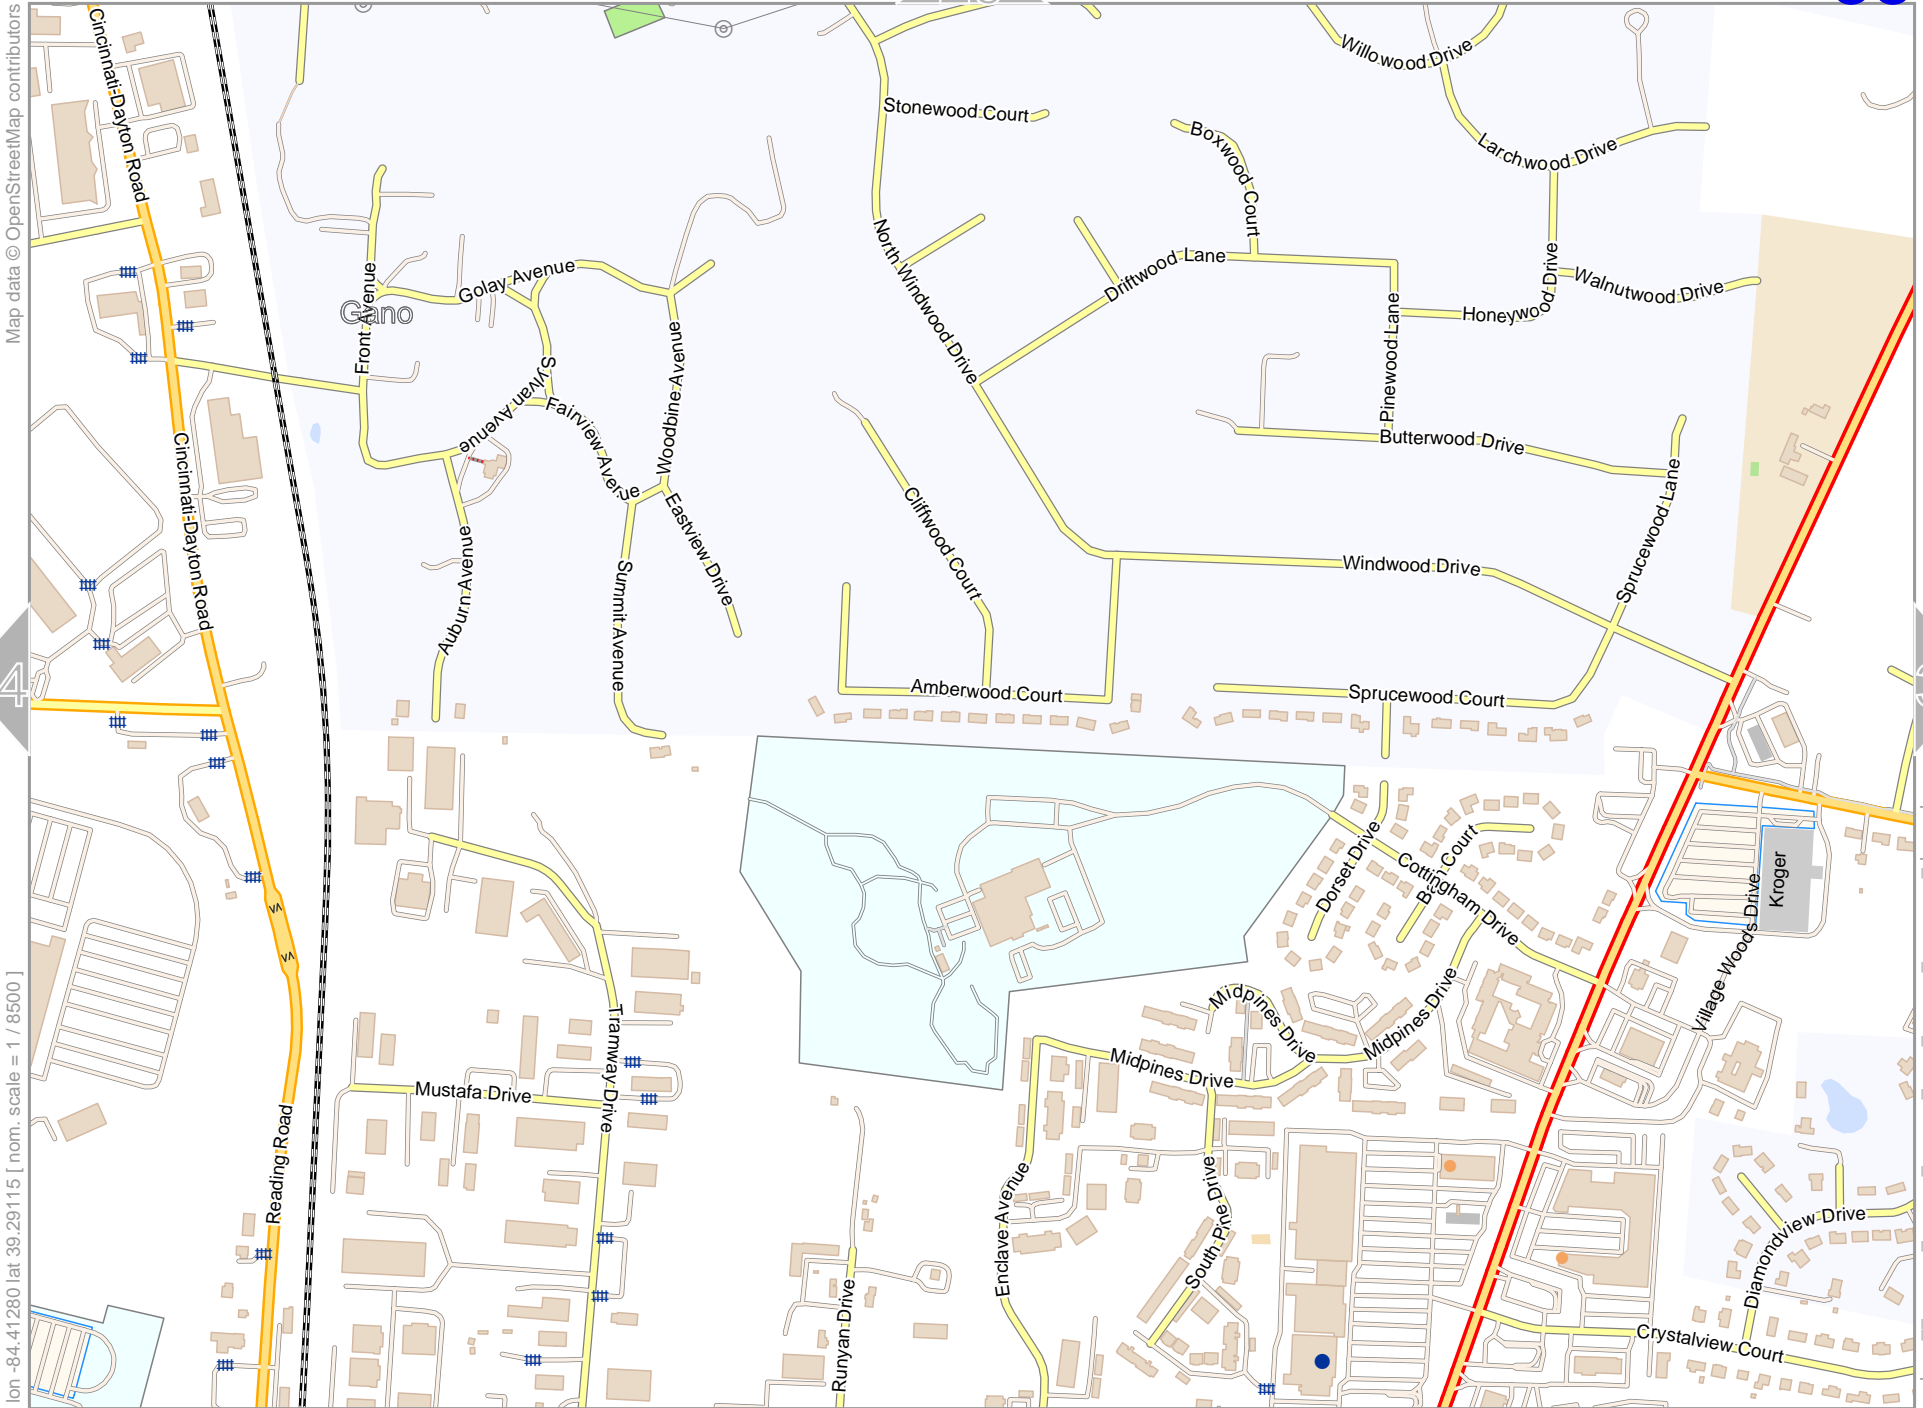 Map data © OpenStreetMap contributors
lon -84.41280 lat 39.29115 [ nom. scale = 1 / 8500 ]
4
Cincinnati-Dayton Road
Willowwood Drive
Stonewood Court
Boxwood Court
Larchwood Drive
North Windwood Drive
Driftwood Lane
Honeywood Drive
Walnutwood Drive
Golay Avenue
Front Avenue
Gano
Pinewood Lane
Sylvan Avenue
Fairview Avenue
Woodbine Avenue
Butterwood Drive
Cincinnati-Dayton Road
Cliffwood Court
Eastview Drive
Sprucewood Lane
Auburn Avenue
Summit Avenue
Windwood Drive
Amberwood Court
Sprucewood Court
Dorset Drive
Cottingham Drive
Court
Kroger
Village Woods Drive
Midpines Drive
Midpines Drive
Midpines Drive
Tramway Drive
Mustafa Drive
Reading Road
Enclave Avenue
South Pine Drive
Runyan Drive
Diamondview Drive
Crystalview Court